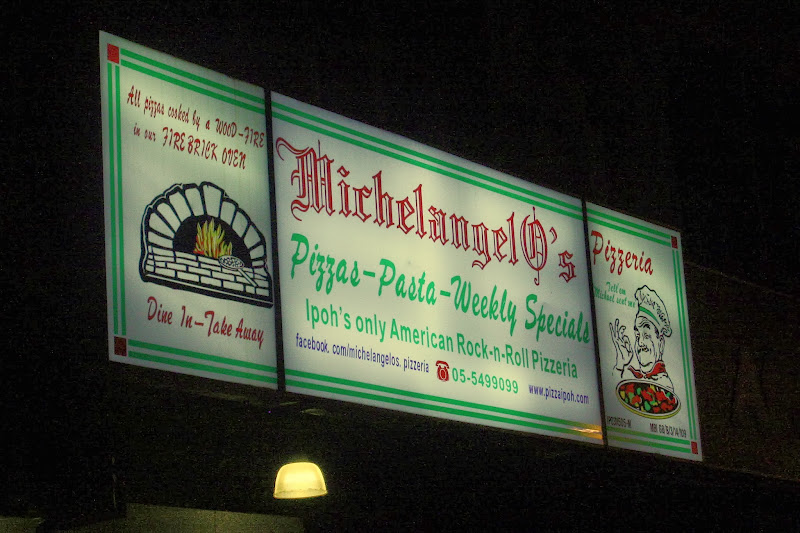 All pizzas cooked by a WOOD-FIRE
in our FIREBRICK OVEN
Dine In-Take Away
MichelangelO's
Pizzas-Pasta-Weekly Specials
Ipoh's only American Rock-n-Roll Pizzeria
facebook.com/michelangelos.pizzeria
05-5499099
www.pizzaipoh.com
Pizzeria
Tell'em
Michael sent me